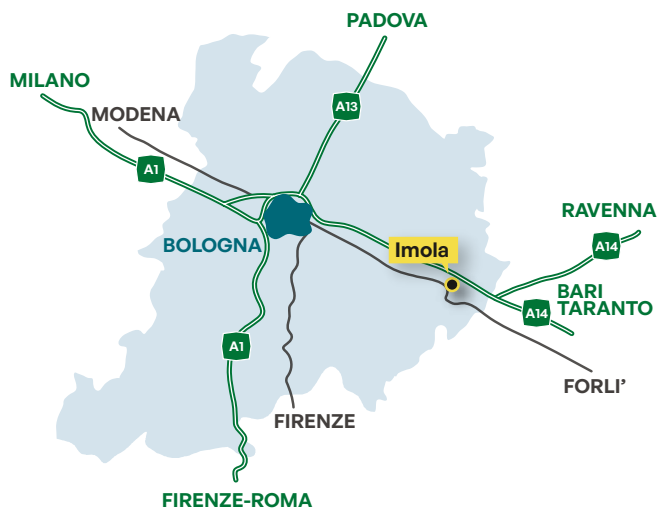 PADOVA
MILANO
A13
MODENA
A1
RAVENNA
BOLOGNA
Imola
A14
BARI
TARANTO
A14
A1
FORLI’
FIRENZE
FIRENZE-ROMA